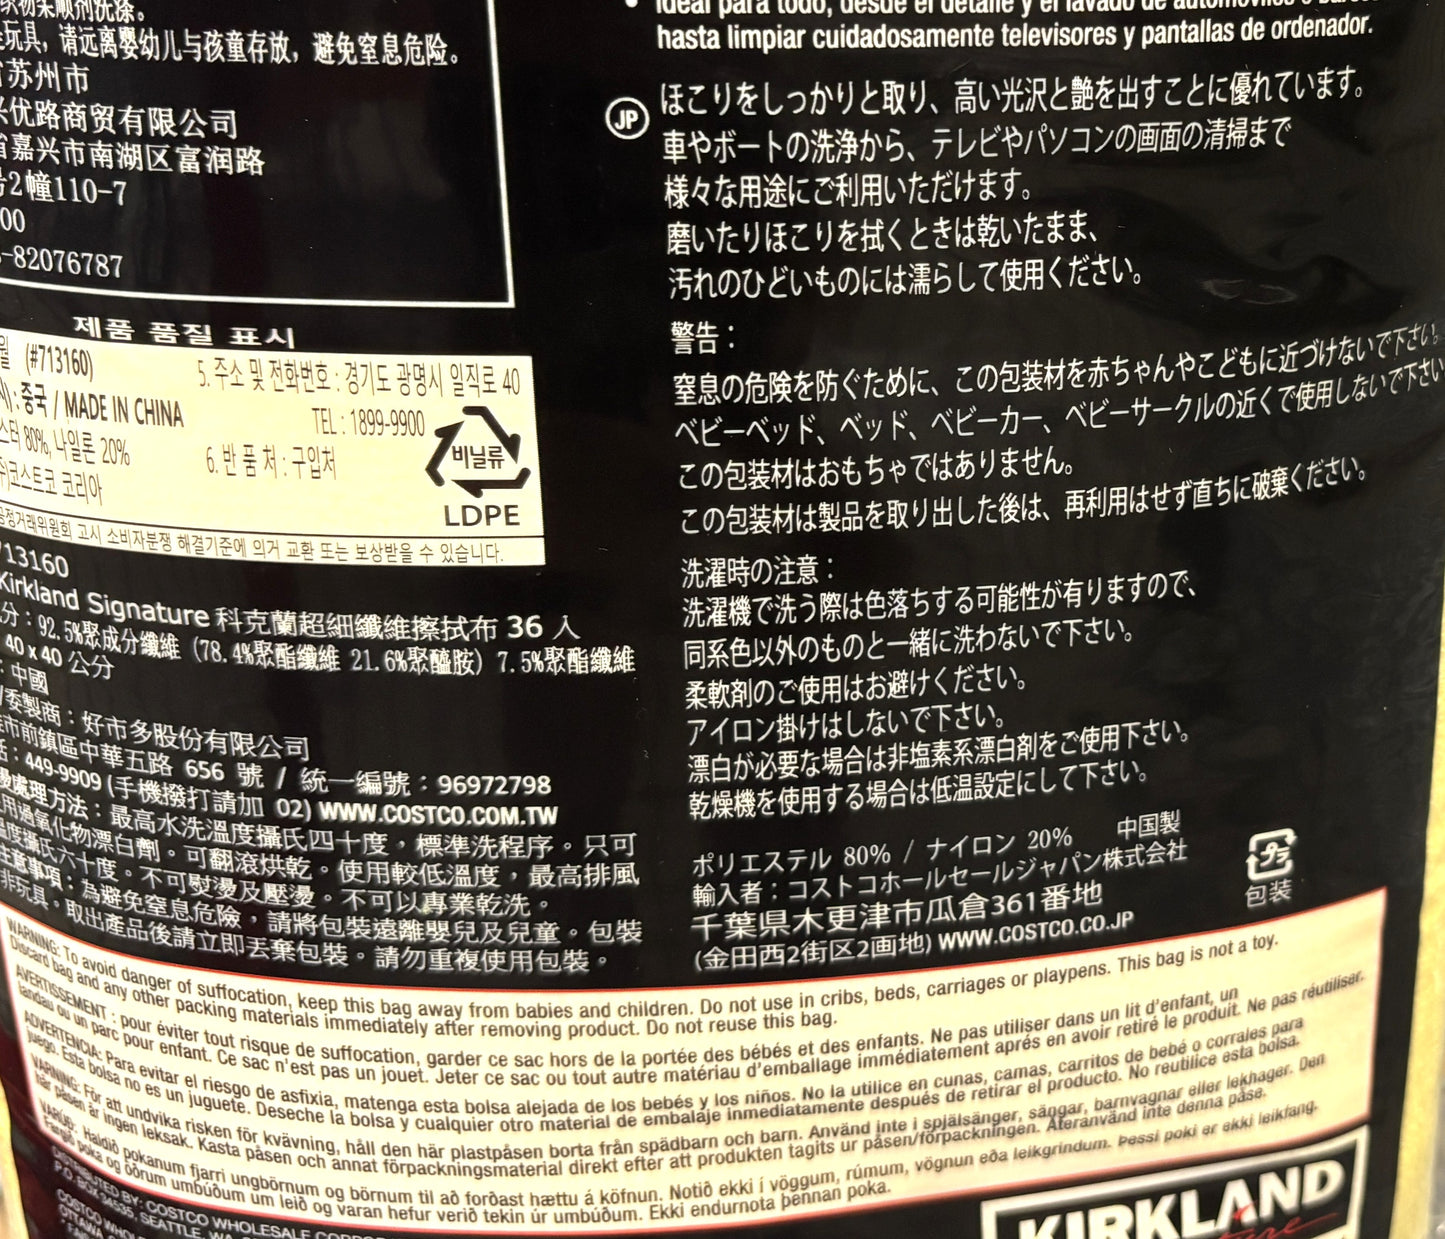 织物柔顺剂洗涤。
玩具，请远离婴幼儿与孩童存放，避免窒息危险。
苏州市
优路商贸有限公司
嘉兴市南湖区富润路
2幢110-7
00
-82076787
제품 품질 표시
(#713160)
5. 주소 및 전화번호 : 경기도 광명시 일직로 40
: 중국 / MADE IN CHINA
TEL : 1899-9900
80%, 나일론 20%
6. 반 품 처 : 구입처
코스트코 코리아
비닐류
LDPE
공정거래위원회 고시 소비자분쟁 해결기준에 의거 교환 또는 보상받을 수 있습니다.
713160
Kirkland Signature 科克蘭超細纖維擦拭布 36 入
分：92.5%聚成分纖維（78.4%聚酯纖維 21.6%聚醯胺）7.5%聚酯纖維
40 x 40 公分
：中國
/委製商：好市多股份有限公司
市前鎮區中華五路 656 號 / 統一編號：96972798
：449-9909 (手機撥打請加 02) WWW.COSTCO.COM.TW
處理方法：最高水洗溫度攝氏四十度，標準洗程序。只可
用過氧化物漂白劑。可翻滾烘乾。使用較低溫度，最高排風
溫度攝氏六十度。不可熨燙及壓燙。不可以專業乾洗。
注意事項：為避免窒息危險，請將包裝遠離嬰兒及兒童。包裝
非玩具。取出產品後請立即丟棄包裝。請勿重複使用包裝。
• Ideal para todo, desde el detalle y el lavado de automóviles o
hasta limpiar cuidadosamente televisores y pantallas de ordenador.
JP
ほこりをしっかりと取り、高い光沢と艶を出すことに優れています。
車やボートの洗浄から、テレビやパソコンの画面の清掃まで
様々な用途にご利用いただけます。
磨いたりほこりを拭くときは乾いたまま、
汚れのひどいものには濡らして使用ください。
警告：
窒息の危険を防ぐために、この包装材を赤ちゃんやこどもに近づけないで下さい。
ベビーベッド、ベッド、ベビーカー、ベビーサークルの近くで使用しないで下さい
この包装材はおもちゃではありません。
この包装材は製品を取り出した後は、再利用はせず直ちに破棄ください。
洗濯時の注意：
洗濯機で洗う際は色落ちする可能性が有りますので、
同系色以外のものと一緒に洗わないで下さい。
柔軟剤のご使用はお避けください。
アイロン掛けはしないで下さい。
漂白が必要な場合は非塩素系漂白剤をご使用下さい。
乾燥機を使用する場合は低温設定にして下さい。
ポリエステル 80% / ナイロン 20% 中国製
輸入者：コストコホールセールジャパン株式会社
千葉県木更津市瓜倉361番地
(金田西2街区2画地) WWW.COSTCO.CO.JP
プラ
包装
WARNING: To avoid danger of suffocation, keep this bag away from babies and children. Do not use in cribs, beds, carriages or playpens. This bag is not a toy.
Discard bag and any other packing materials immediately after removing product. Do not reuse this bag.
AVERTISSEMENT : pour éviter tout risque de suffocation, garder ce sac hors de la portée des bébés et des enfants. Ne pas utiliser dans un lit d'enfant, un
landau ou un parc pour enfant. Ce sac n'est pas un jouet. Jeter ce sac ou tout autre matériau d'emballage immédiatement aprés en avoir retiré le produit. Ne pas réutiliser.
ADVERTENCIA: Para evitar el riesgo de asfixia, matenga esta bolsa alejada de los bebés y los niños. No la utilice en cunas, camas, carritos de bebé o corrales para
juego. Esta bolsa no es un juguete. Deseche la bolsa y cualquier otro material de embalaje inmediatamente después de retirar el producto. No reutilice esta bolsa.
WARNING: För att undvika risken för kvävning, håll den här plastpåsen borta från spädbarn och barn. Använd inte i spjälsänger, sängar, barnvagnar eller lekhager. Den
här påsen är ingen leksak. Kasta påsen och annat förpackningsmaterial direkt efter att produkten tagits ur påsen/förpackningen. Återanvänd inte denna påse.
VARÚÐ: Haldið pokanum fjarri ungbörnum og börnum til að forðast hættu á köfnun. Notið ekki í vöggum, rúmum, vögnun eða leikgrindum. Þessi poki er ekki leikfang.
Fargið poka og öðrum umbúðum um leið og varan hefur verið tekin úr umbúðum. Ekki endurnota þennan poka.
DISTRIBUTED BY: COSTCO WHOLESALE
P.O. BOX 34535, SEATTLE, WA
COSTCO
OTTAWA
KIRKLAND